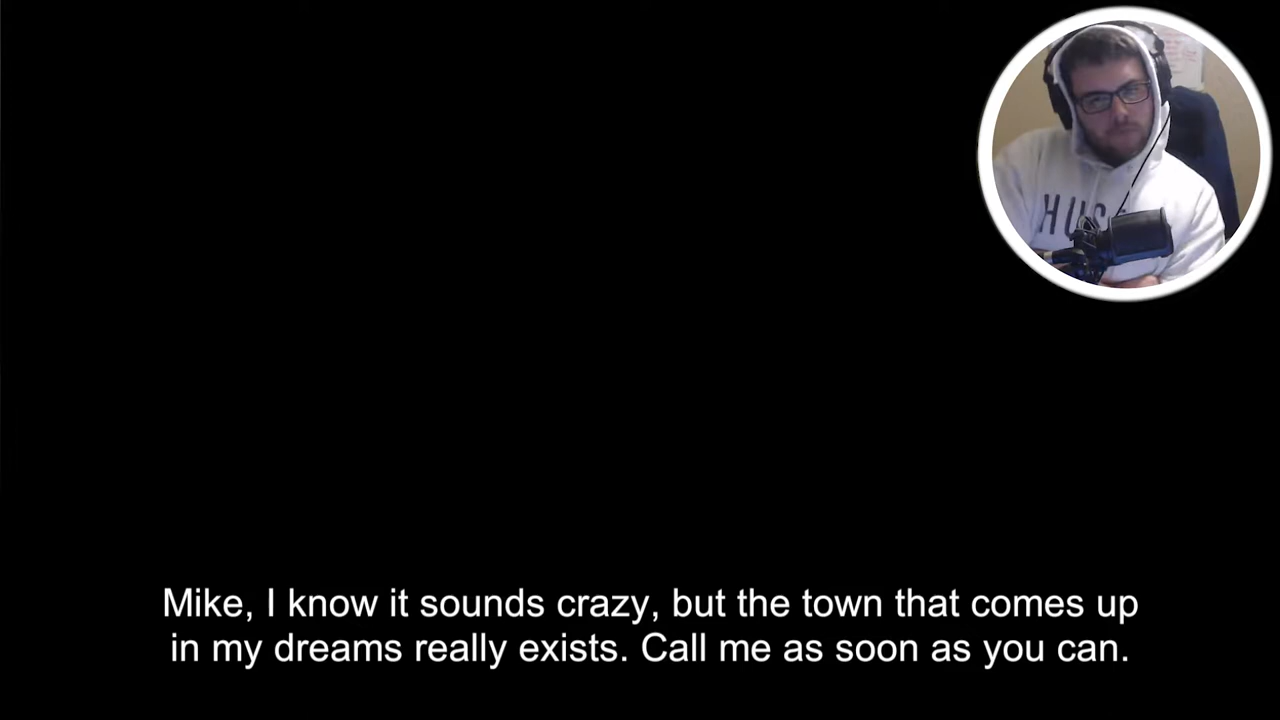 HUS
Mike, I know it sounds crazy, but the town that comes up
in my dreams really exists. Call me as soon as you can.